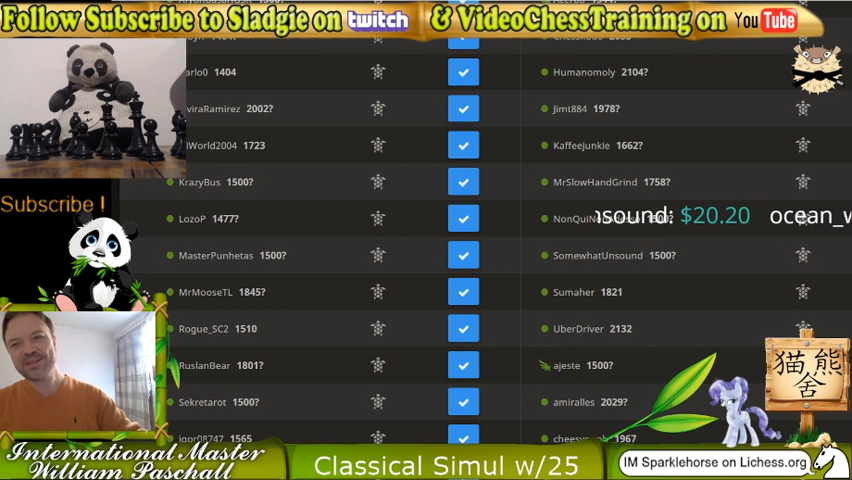 Follow Subscribe to Sladgie on twitch & VideoChessTraining on YouTube
1404
Humanomoly 2104?
viraRamirez 2002?
Jimt884 1978?
World2004 1723
Kaffeejunkie 1662?
KrazyBus 1500?
MrSlowHandGrind 1758?
Subscribe !
LozoP 1477?
nsound: $20.20 ocean_w
MasterPunhetas 1500?
SomewhatUnsound 1500?
MrMooseTL 1845?
Sumaher 1821
Rogue_SC2 1510
UberDriver 2132
RuslanBear 1801?
ajeste 1500?
猫熊
舍
Sekretarot 1500?
amiralles 2029?
igor08747 1565
1967
International Master
William Paschall
Classical Simul w/25
IM Sparklehorse on Lichess.org